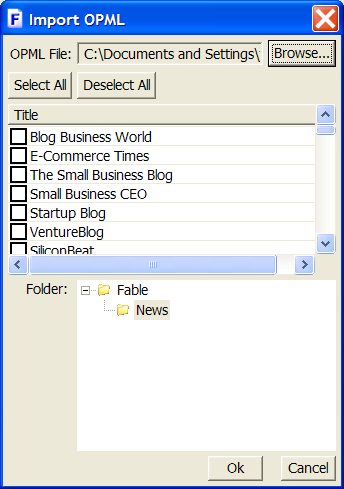 F Import OPML
OPML File: C:\Documents and Settings\ Browse...
Select All Deselect All
Title
Blog Business World
E-Commerce Times
The Small Business Blog
Small Business CEO
Startup Blog
VentureBlog
SiliconBeat
Folder: Fable
News
Ok Cancel